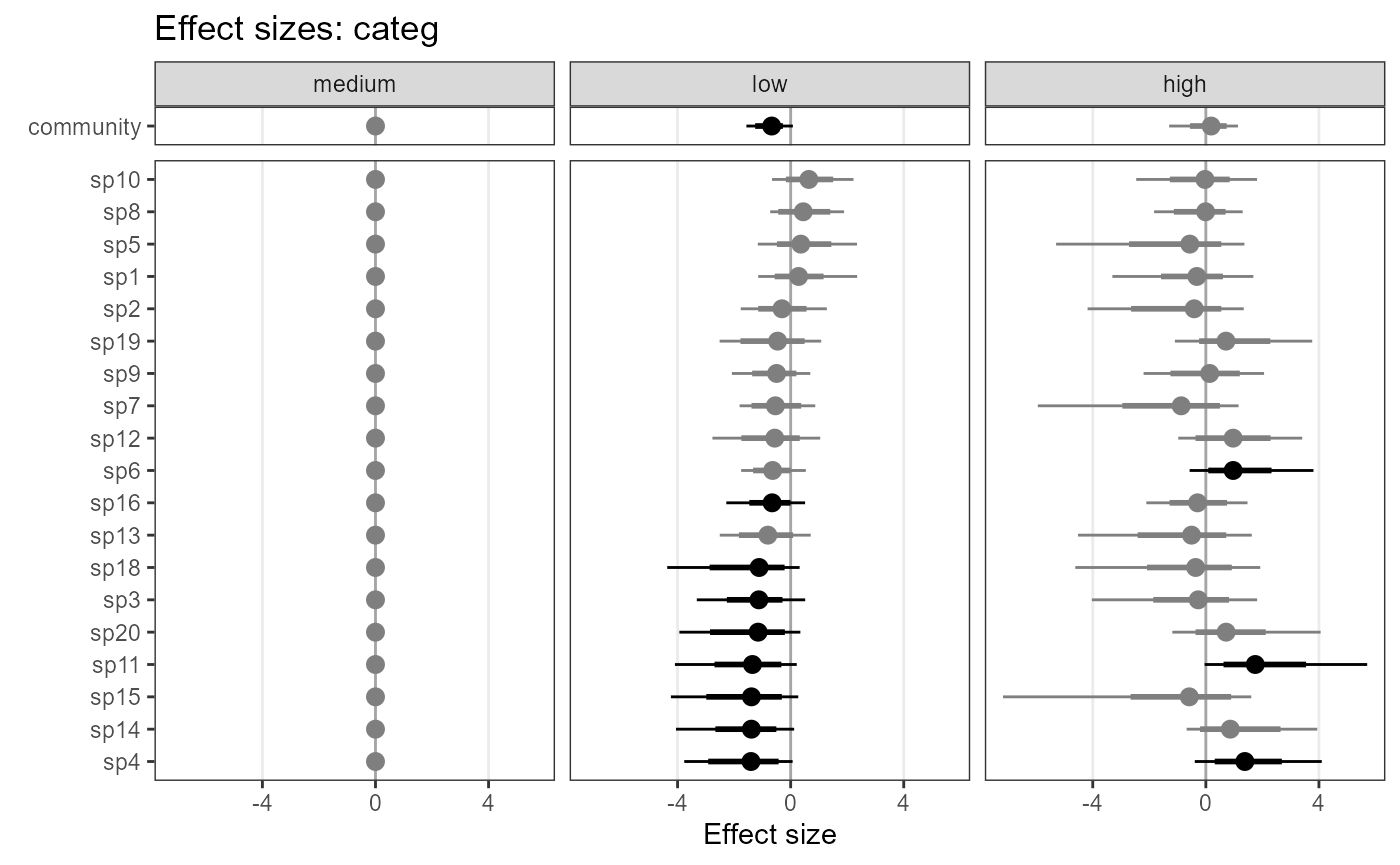 Effect sizes: categ
medium low high
community
sp10
sp8
sp5
sp1
sp2
sp19
sp9
sp7
sp12
sp6
sp16
sp13
sp18
sp3
sp20
sp11
sp15
sp14
sp4
-4 0 4 -4 0 4 -4 0 4
Effect size